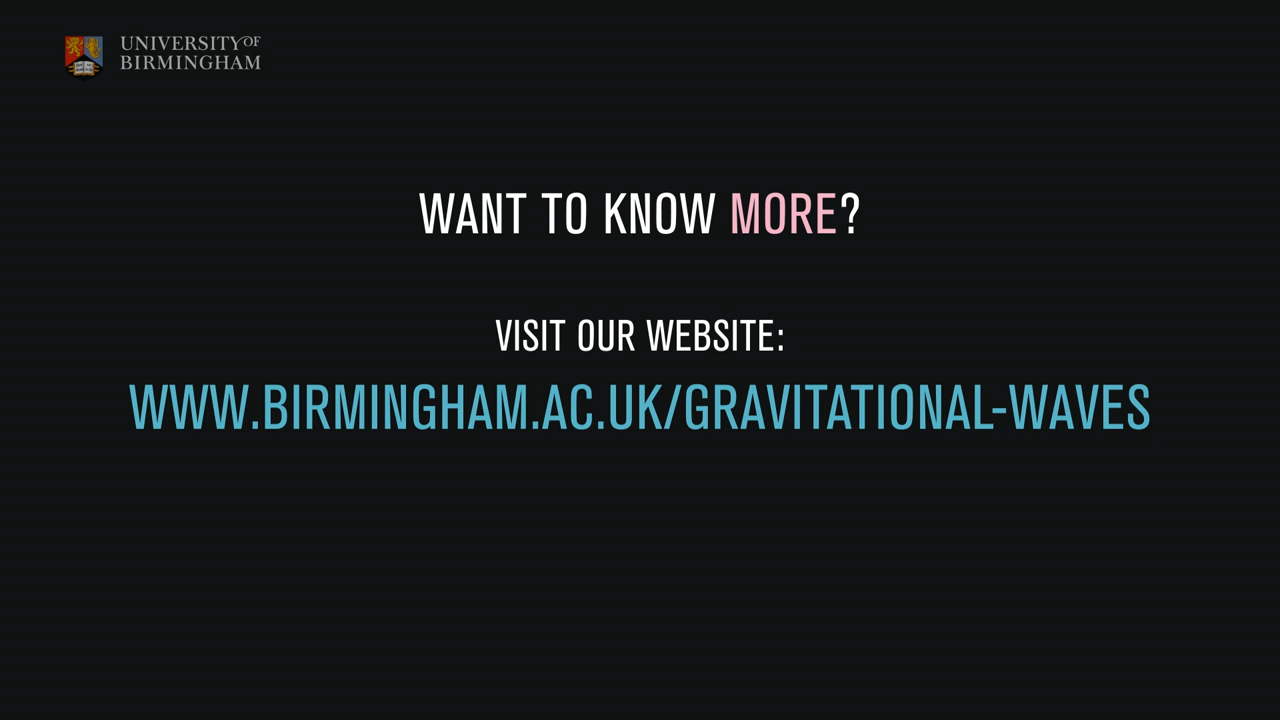 UNIVERSITY OF
BIRMINGHAM
WANT TO KNOW MORE?
VISIT OUR WEBSITE:
WWW.BIRMINGHAM.AC.UK/GRAVITATIONAL-WAVES